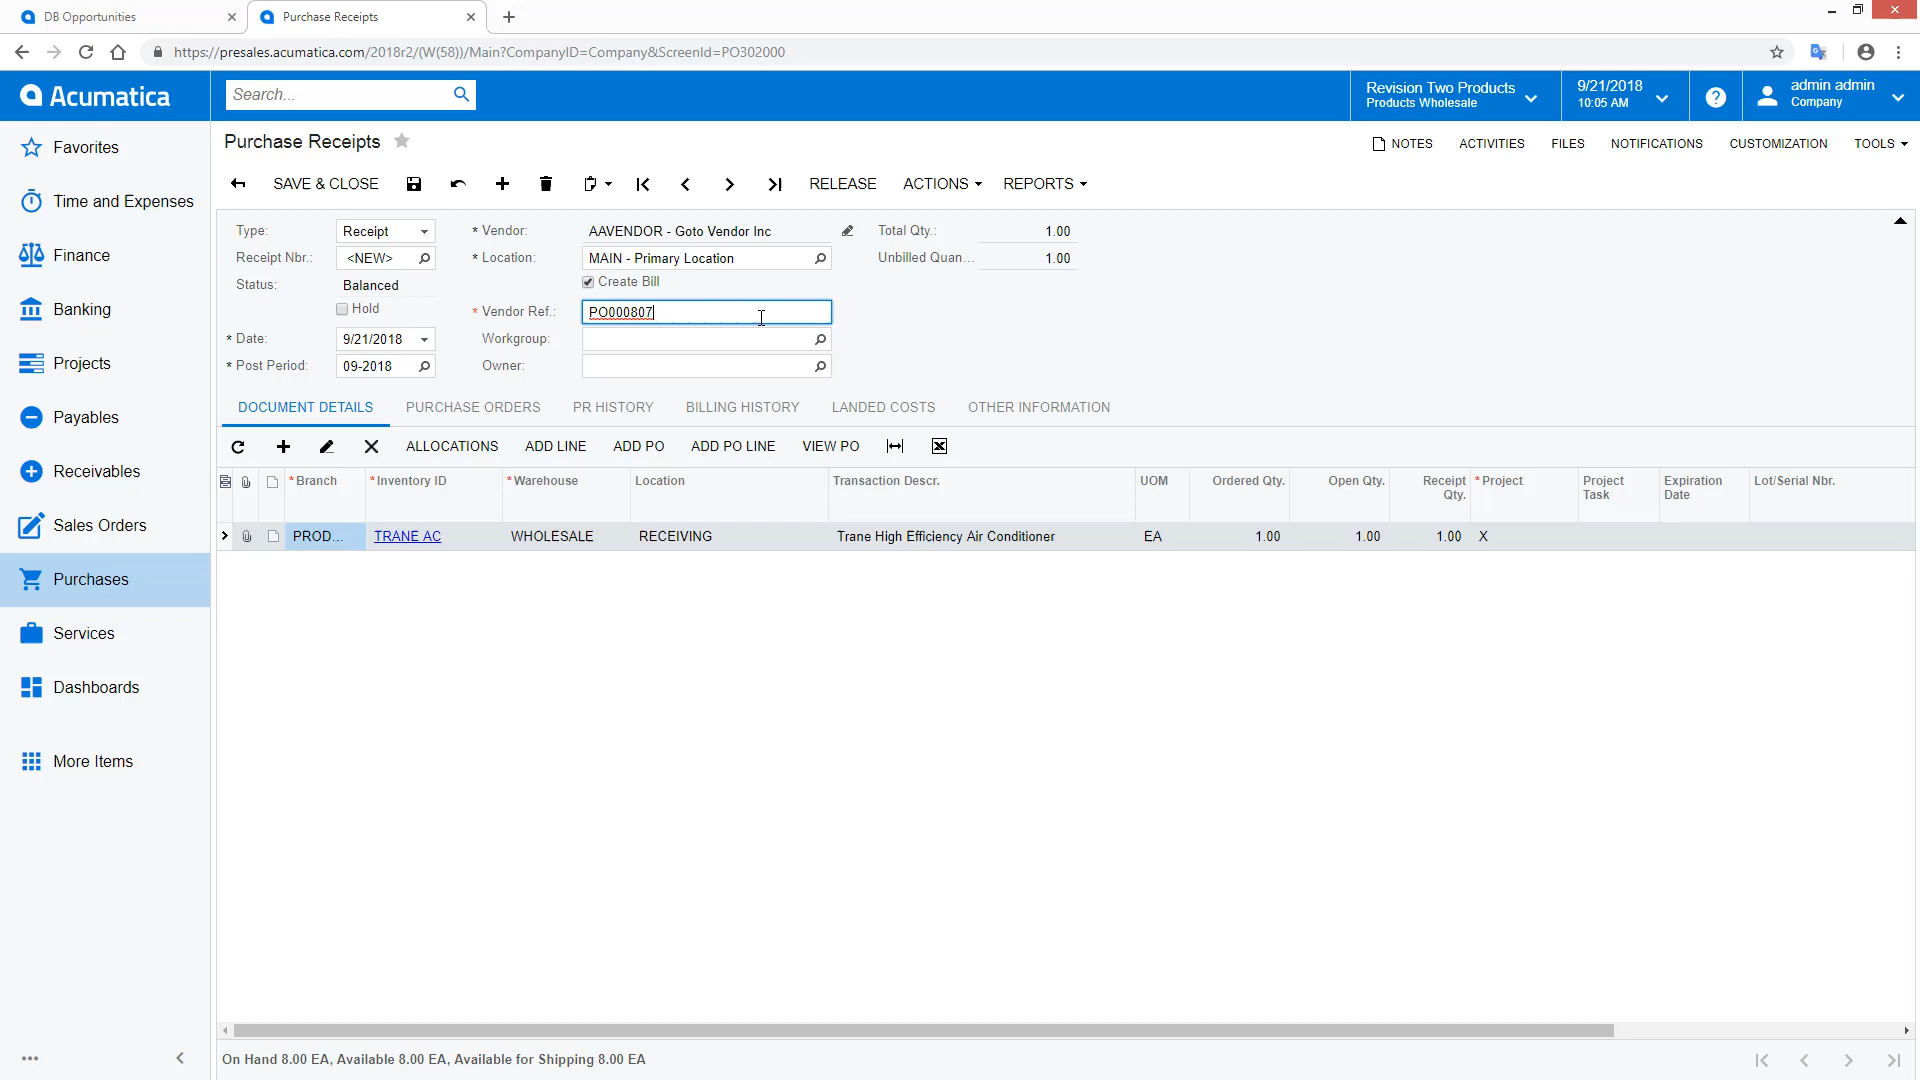 DB Opportunities
Purchase Receipts
https://presales.acumatica.com/2018r2/(W(58))/Main?CompanyID=Company&ScreenId=PO302000
Acumatica
Search...
Revision Two Products
Products Wholesale
9/21/2018
10:05 AM
?
admin admin
Company
Favorites
Time and Expenses
Finance
Banking
Projects
Payables
Receivables
Sales Orders
Purchases
Services
Dashboards
More Items
Purchase Receipts
NOTES ACTIVITIES FILES NOTIFICATIONS CUSTOMIZATION TOOLS
SAVE & CLOSE RELEASE ACTIONS REPORTS
Type: Receipt
Receipt Nbr.: <NEW>
Status: Balanced
Hold
* Date: 9/21/2018
* Post Period: 09-2018
* Vendor: AAVENDOR - Goto Vendor Inc
* Location: MAIN - Primary Location
Create Bill
* Vendor Ref.: PO000807
Workgroup:
Owner:
Total Qty.: 1.00
Unbilled Quan... 1.00
DOCUMENT DETAILS PURCHASE ORDERS PR HISTORY BILLING HISTORY LANDED COSTS OTHER INFORMATION
ALLOCATIONS ADD LINE ADD PO ADD PO LINE VIEW PO
* Branch * Inventory ID * Warehouse Location Transaction Descr. UOM Ordered Qty. Open Qty. Receipt Qty. * Project Project Task Expiration Date Lot/Serial Nbr.
PROD... TRANE AC WHOLESALE RECEIVING Trane High Efficiency Air Conditioner EA 1.00 1.00 1.00 X
On Hand 8.00 EA, Available 8.00 EA, Available for Shipping 8.00 EA